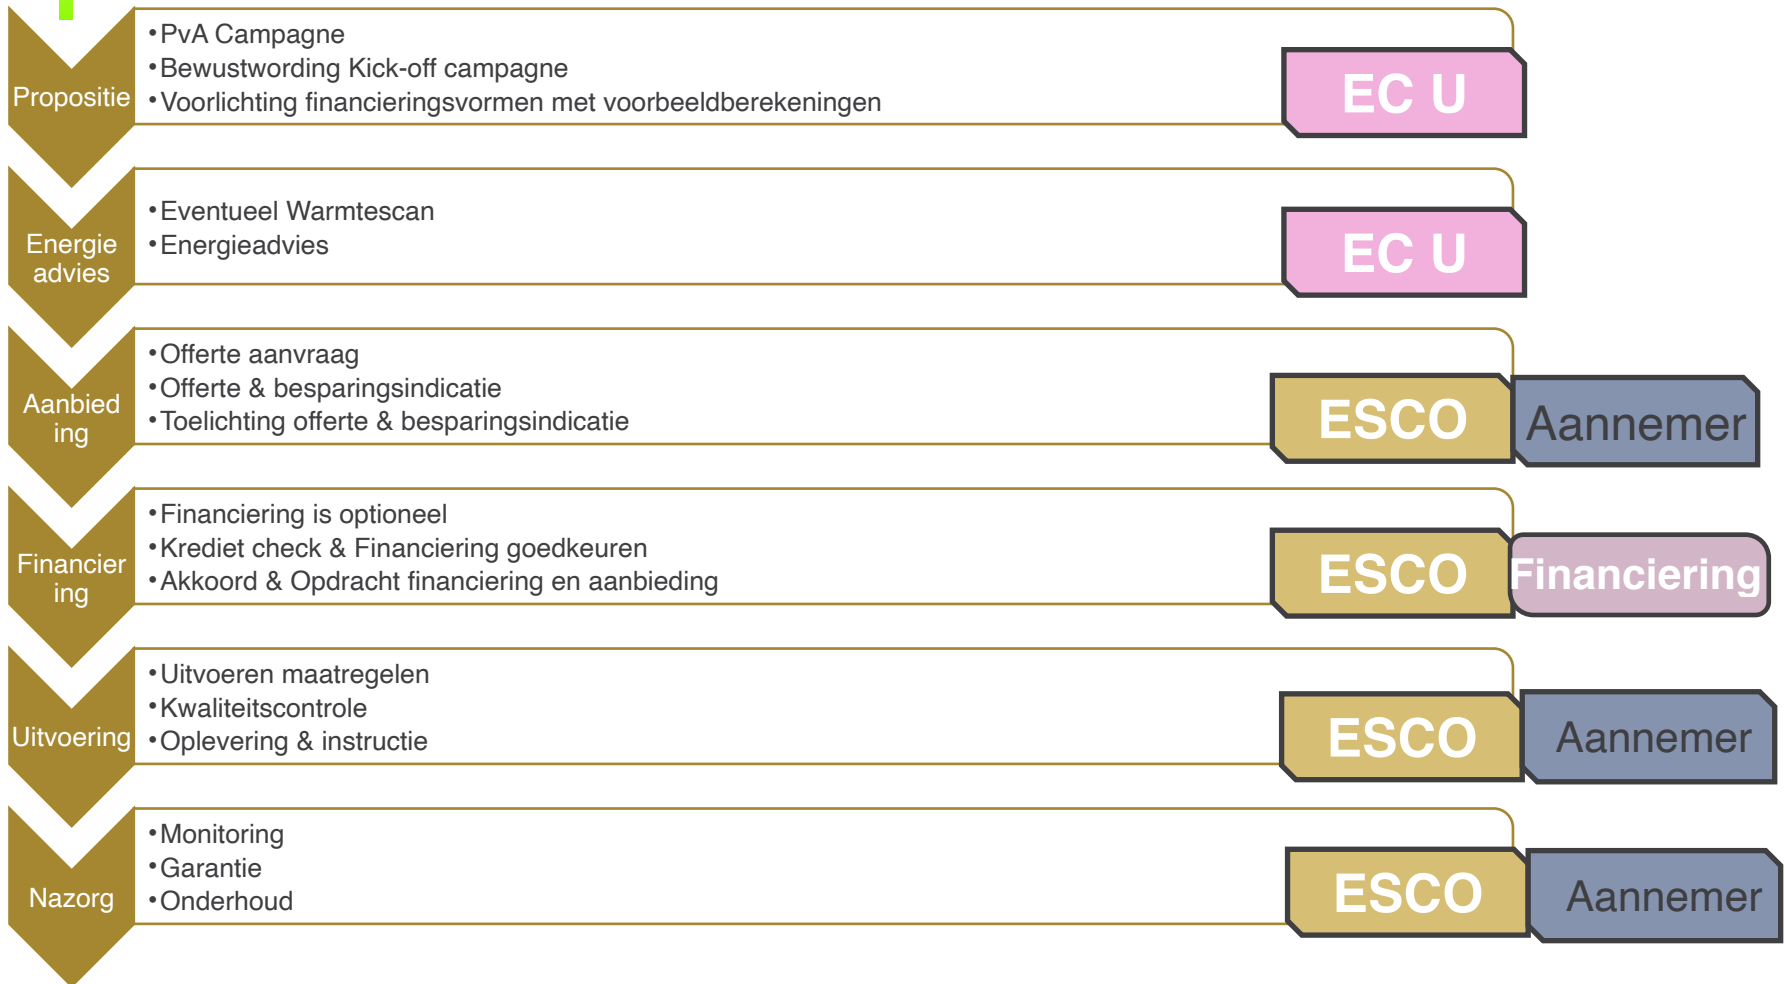 Propositie
•PvA Campagne
•Bewustwording Kick-off campagne
•Voorlichting financieringsvormen met voorbeeldberekeningen
EC U
Energie
advies
•Eventueel Warmtescan
•Energieadvies
EC U
Aanbied
ing
•Offerte aanvraag
•Offerte & besparingsindicatie
•Toelichting offerte & besparingsindicatie
ESCO
Aannemer
Financier
ing
•Financiering is optioneel
•Krediet check & Financiering goedkeuren
•Akkoord & Opdracht financiering en aanbieding
ESCO
Financiering
Uitvoering
•Uitvoeren maatregelen
•Kwaliteitscontrole
•Oplevering & instructie
ESCO
Aannemer
Nazorg
•Monitoring
•Garantie
•Onderhoud
ESCO
Aannemer